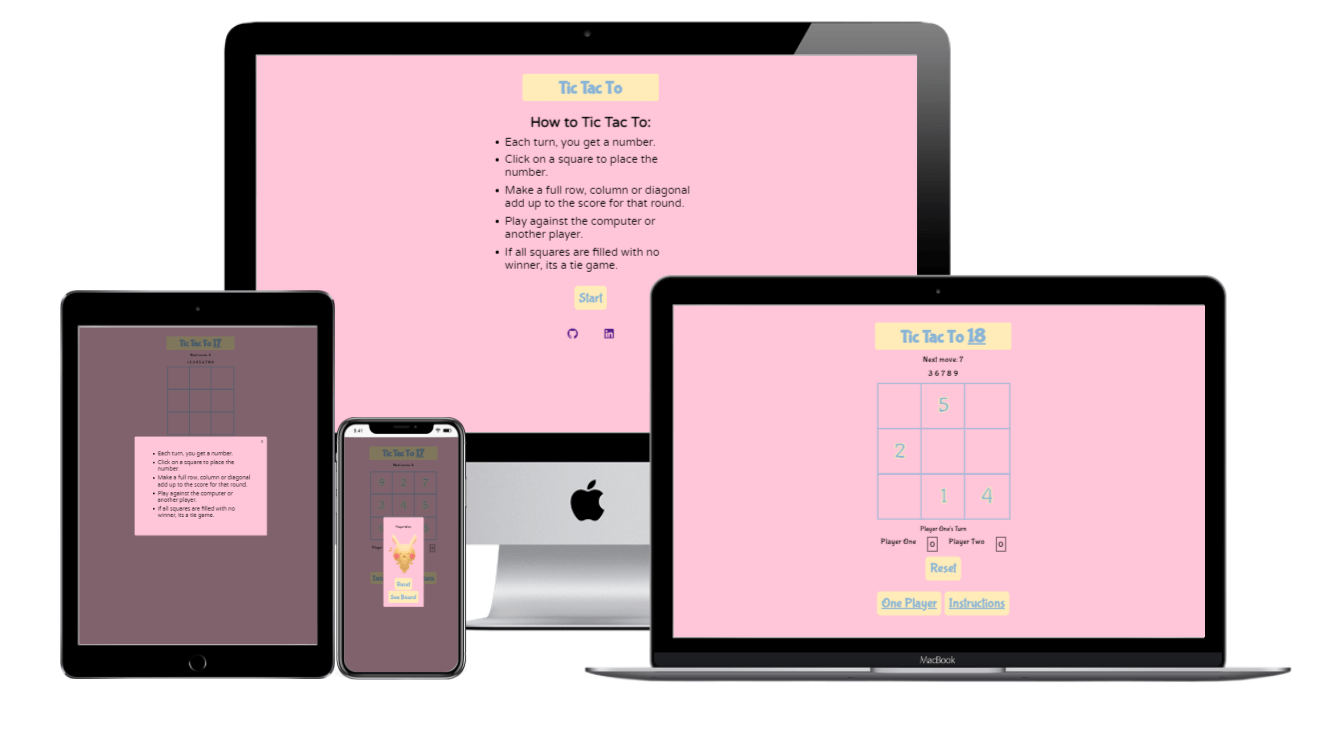 Tic Tac To
How to Tic Tac To:
• Each turn, you get a number.
• Click on a square to place the
number.
• Make a full row, column or diagonal
add up to the score for that round.
• Play against the computer or
another player.
• If all squares are filled with no
winner, its a tie game.
Start
Tic Tac To 17
Next move:
• Each turn, you get a number.
• Click on a square to place the
number.
• Make a full row, column or diagonal
add up to the score for that round.
• Play against the computer or
another player.
• If all squares are filled with no
winner, its a tie game.
Tic Tac To 17
Next move:
9 2 7
3 4 5
Reset
See Board
Tic Tac To 18
Next move: 7
3 6 7 8 9
5
2
1 4
Player One's Turn
Player One 0 Player Two 0
Reset
One Player Instructions
MacBook